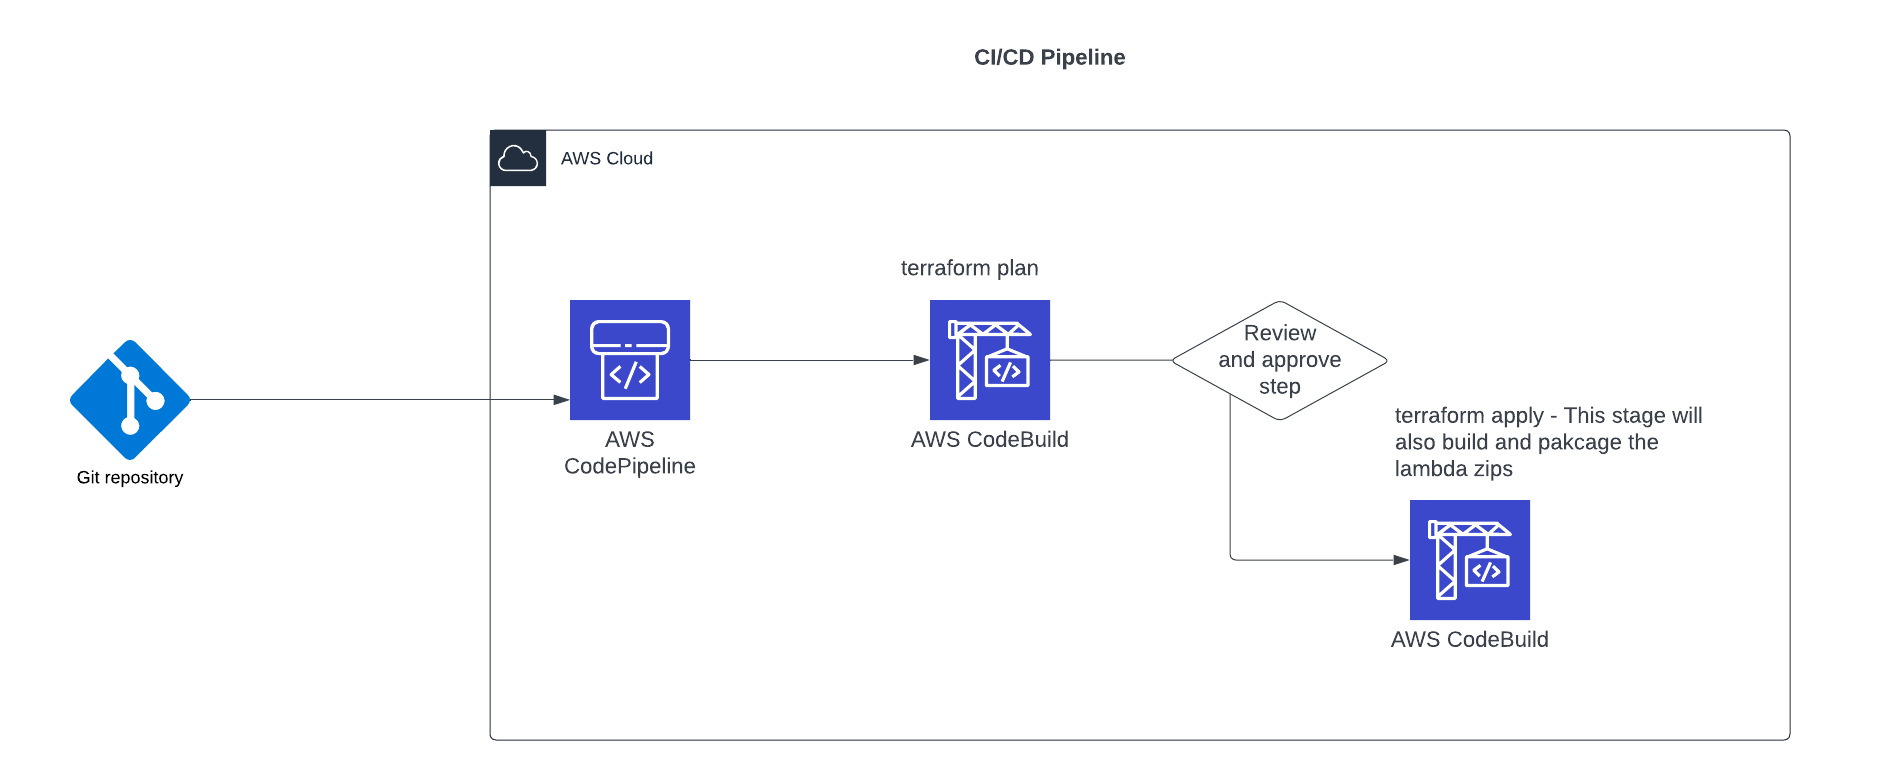 CI/CD Pipeline
AWS Cloud
terraform plan
Review
and approve
step
terraform apply - This stage will
also build and pakcage the
lambda zips
AWS
CodePipeline
AWS CodeBuild
Git repository
AWS CodeBuild